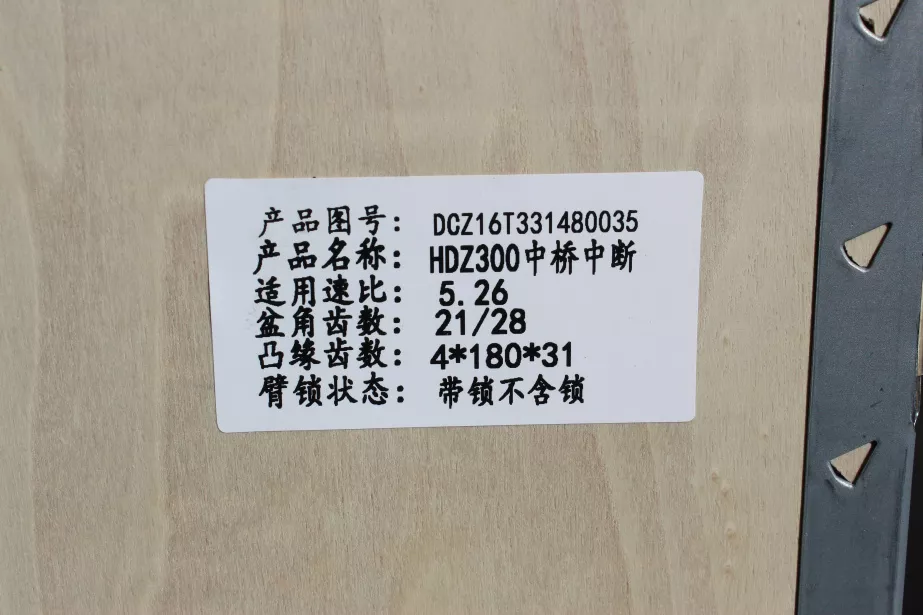 产品图号： DCZ16T331480035
产品名称： HDZ300中桥中断
适用速比： 5.26
盆角齿数： 21/28
凸缘齿数： 4*180*31
臂锁状态： 带锁不含锁